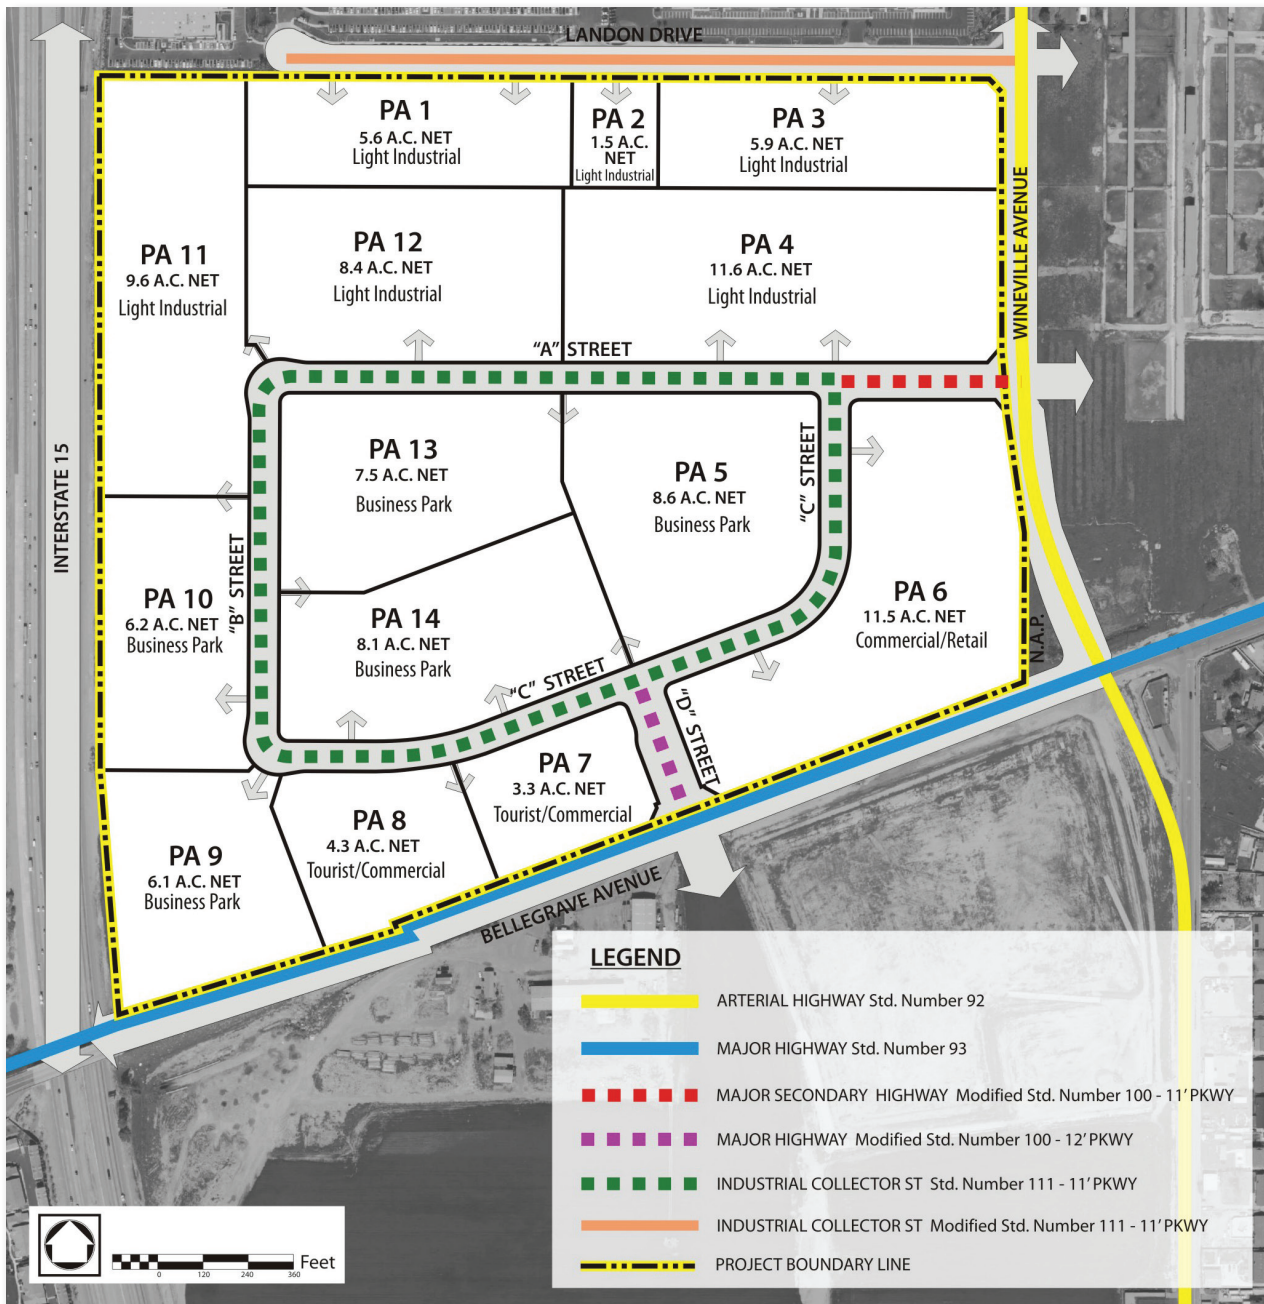 LANDON DRIVE
PA 1
5.6 A.C. NET
Light Industrial
PA 2
1.5 A.C.
NET
Light Industrial
PA 3
5.9 A.C. NET
Light Industrial
PA 11
9.6 A.C. NET
Light Industrial
PA 12
8.4 A.C. NET
Light Industrial
PA 4
11.6 A.C. NET
Light Industrial
WINEVILLE AVENUE
"A" STREET
INTERSTATE 15
PA 13
7.5 A.C. NET
Business Park
PA 5
8.6 A.C. NET
Business Park
"C" STREET
"B" STREET
PA 10
6.2 A.C. NET
Business Park
PA 14
8.1 A.C. NET
Business Park
PA 6
11.5 A.C. NET
Commercial/Retail
N.A.P.
"C" STREET
"D" STREET
PA 7
3.3 A.C. NET
Tourist/Commercial
PA 8
4.3 A.C. NET
Tourist/Commercial
PA 9
6.1 A.C. NET
Business Park
BELLEGRAVE AVENUE
LEGEND
ARTERIAL HIGHWAY Std. Number 92
MAJOR HIGHWAY Std. Number 93
MAJOR SECONDARY HIGHWAY Modified Std. Number 100 - 11' PKWY
MAJOR HIGHWAY Modified Std. Number 100 - 12' PKWY
INDUSTRIAL COLLECTOR ST Std. Number 111 - 11' PKWY
INDUSTRIAL COLLECTOR ST Modified Std. Number 111 - 11' PKWY
PROJECT BOUNDARY LINE
Feet
0 120 240 360